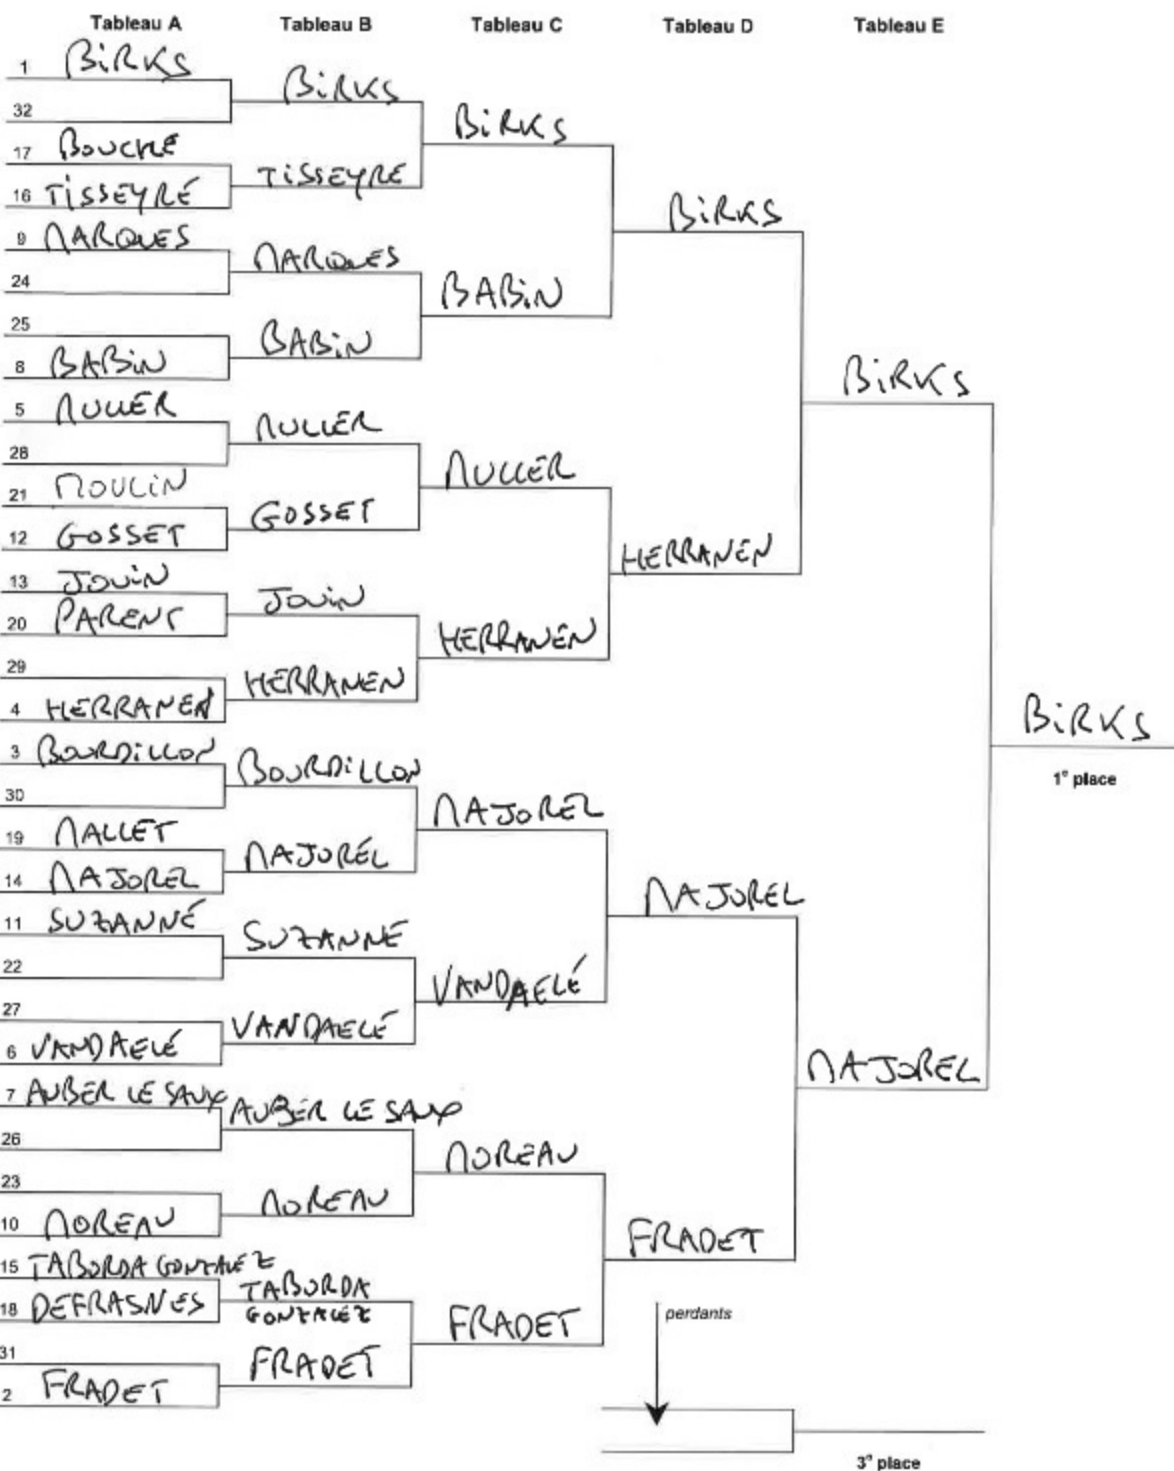 Tableau A Tableau B Tableau C Tableau D Tableau E
1 BIRKS
32
BIRKS
17 BOUCHE
16 TISSEYRE
TISSEYRE
BIRKS
9 MARQUES
24
MARQUES
25
8 BABIN
BABIN
BABIN
BIRKS
5 MULLER
28
MULLER
21 MOULIN
12 GOSSET
GOSSET
MULLER
13 JOUIN
20 PARENT
JOUIN
29
4 HERRANEN
HERRANEN
HERRANEN
HERRANEN
BIRKS
3 BOURDILLON
30
BOURDILLON
19 MALLET
14 MAJOREL
MAJOREL
MAJOREL
11 SUZANNE
22
SUZANNE
27
6 VANDAELE
VANDAELE
VANDAELE
MAJOREL
7 AUBER LE SAUX
26
AUBER LE SAUX
23
10 MOREAU
MOREAU
MOREAU
15 TABORDA GONZALEZ
18 DEFRASNES
TABORDA
GONZALEZ
31
2 FRADET
FRADET
FRADET
FRADET
MAJOREL
BIRKS
1° place
perdants
3° place